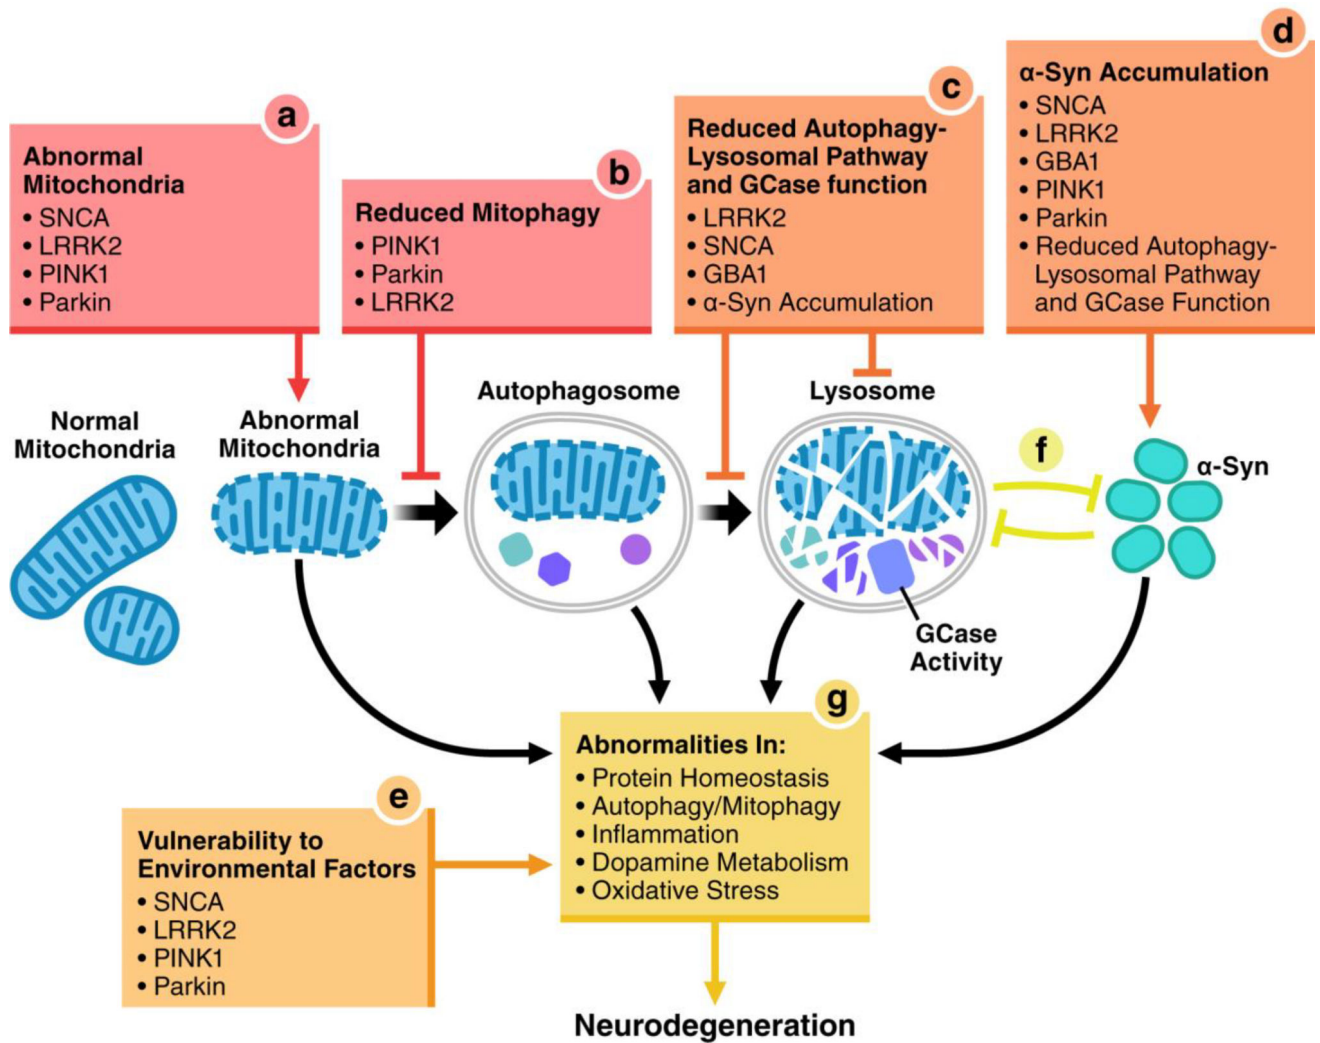 a
Abnormal
Mitochondria
• SNCA
• LRRK2
• PINK1
• Parkin
b
Reduced Mitophagy
• PINK1
• Parkin
• LRRK2
c
Reduced Autophagy-
Lysosomal Pathway
and GCase function
• LRRK2
• SNCA
• GBA1
• α-Syn Accumulation
d
α-Syn Accumulation
• SNCA
• LRRK2
• GBA1
• PINK1
• Parkin
• Reduced Autophagy-
Lysosomal Pathway
and GCase Function
Normal
Mitochondria
Abnormal
Mitochondria
Autophagosome
Lysosome
f
α-Syn
GCase
Activity
g
Abnormalities In:
• Protein Homeostasis
• Autophagy/Mitophagy
• Inflammation
• Dopamine Metabolism
• Oxidative Stress
e
Vulnerability to
Environmental Factors
• SNCA
• LRRK2
• PINK1
• Parkin
Neurodegeneration